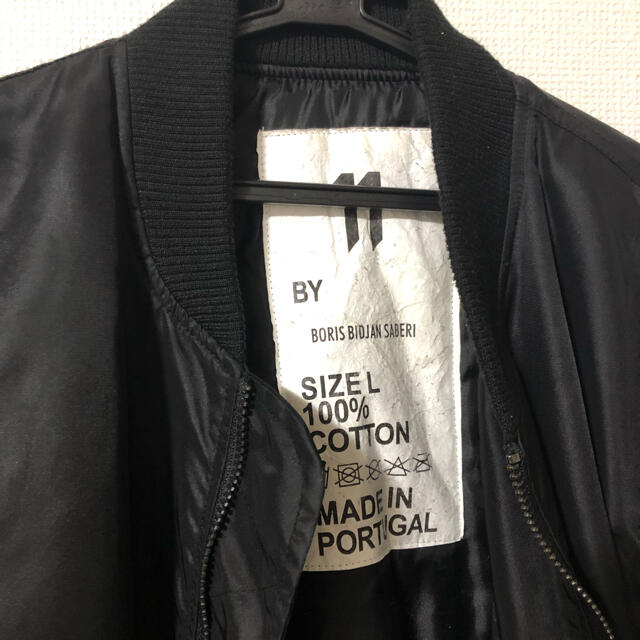 11
BY
BORIS BIDJAN SABERI
SIZE L
100%
COTTON
MADE IN
PORTUGAL